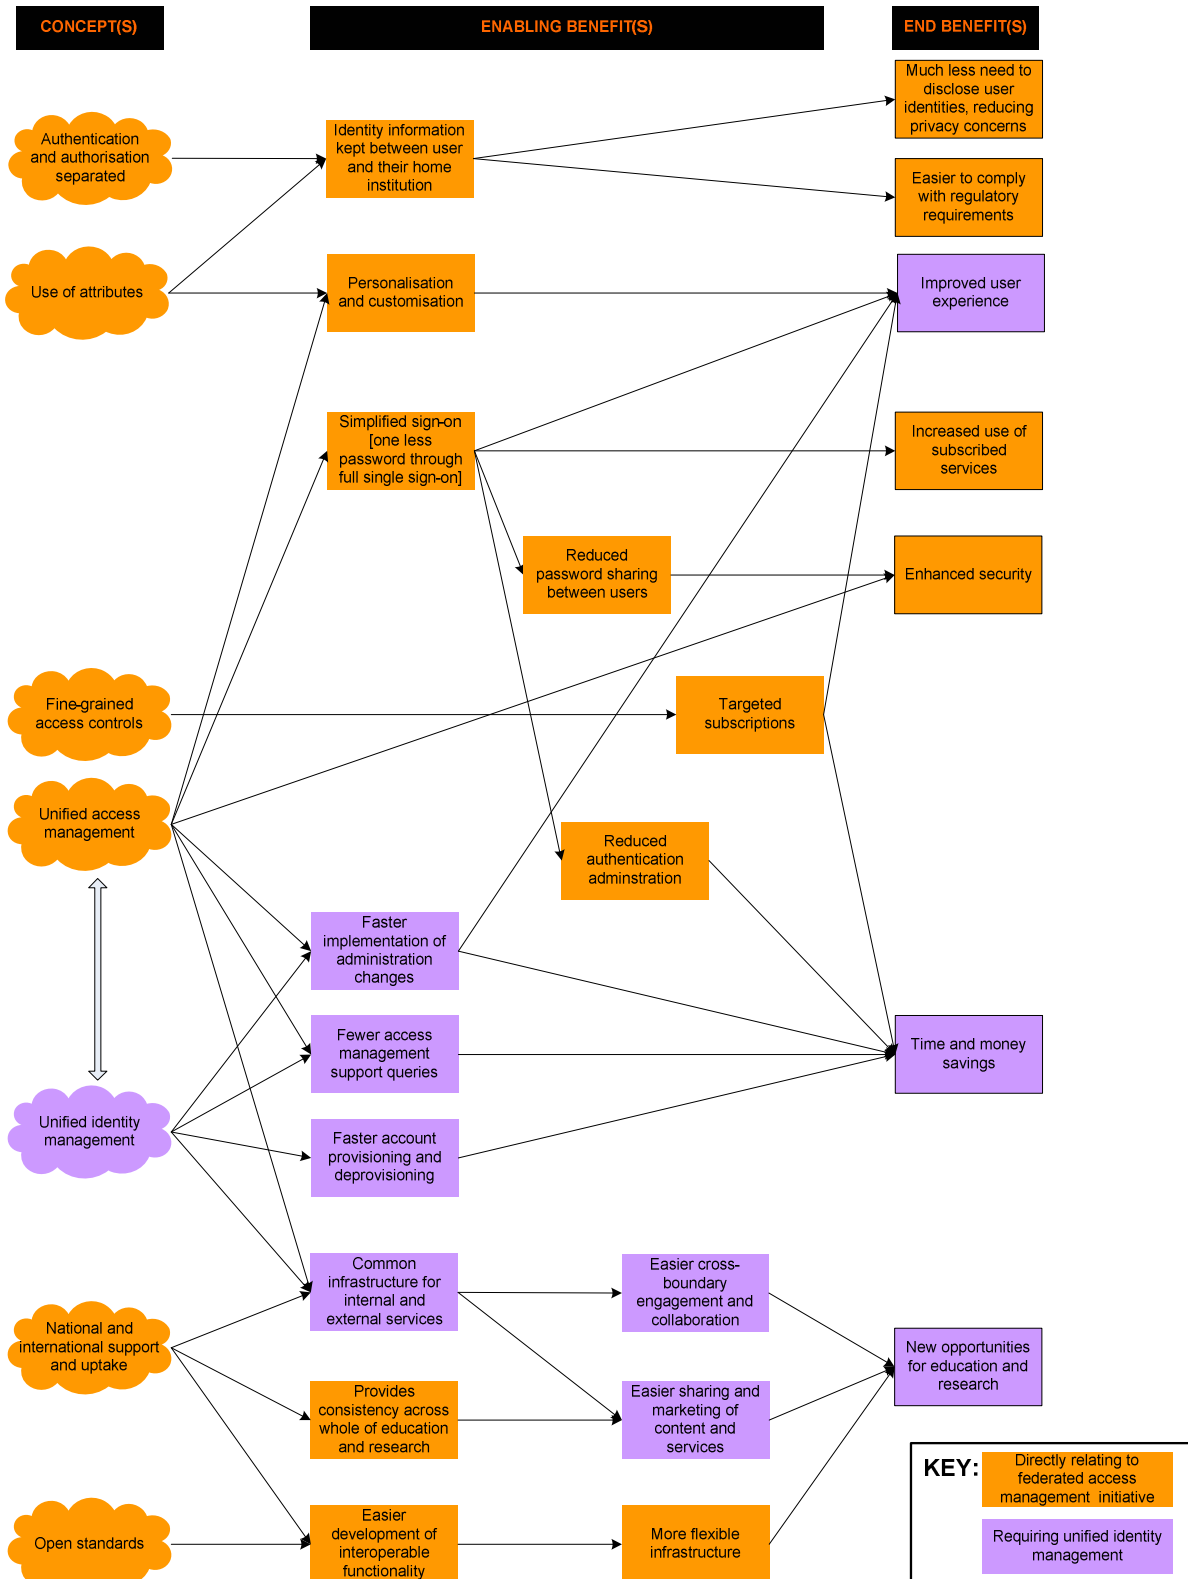 CONCEPT(S)
ENABLING BENEFIT(S)
END BENEFIT(S)
Authentication
and authorisation
separated
Identity information
kept between user
and their home
institution
Much less need to
disclose user
identities, reducing
privacy concerns
Easier to comply
with regulatory
requirements
Use of attributes
Personalisation
and customisation
Improved user
experience
Simplified sign-on
[one less
password through
full single sign-on]
Increased use of
subscribed
services
Reduced
password sharing
between users
Enhanced security
Fine-grained
access controls
Targeted
subscriptions
Unified access
management
Reduced
authentication
adminstration
Faster
implementation of
administration
changes
Fewer access
management
support queries
Time and money
savings
Unified identity
management
Faster account
provisioning and
deprovisioning
Common
infrastructure for
internal and
external services
Easier cross-
boundary
engagement and
collaboration
National and
international support
and uptake
New opportunities
for education and
research
Provides
consistency across
whole of education
and research
Easier sharing and
marketing of
content and
services
Open standards
Easier
development of
interoperable
functionality
More flexible
infrastructure
KEY:
Directly relating to
federated access
management initiative
Requiring unified identity
management